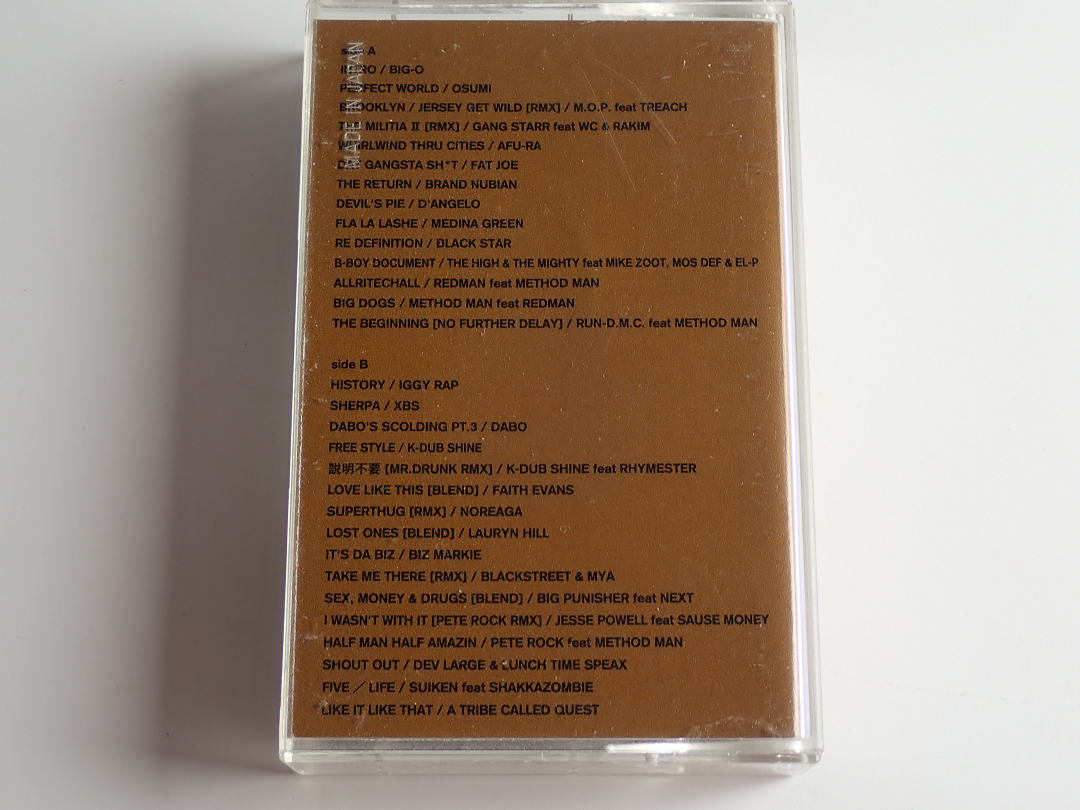 side A
INTRO / BIG-O
PERFECT WORLD / OSUMI
BROOKLYN / JERSEY GET WILD [RMX] / M.O.P. feat TREACH
THE MILITIA II [RMX] / GANG STARR feat WC & RAKIM
WHIRLWIND THRU CITIES / AFU-RA
DAT GANGSTA SH*T / FAT JOE
THE RETURN / BRAND NUBIAN
DEVIL'S PIE / D'ANGELO
FLA LA LASHE / MEDINA GREEN
RE DEFINITION / BLACK STAR
B-BOY DOCUMENT / THE HIGH & THE MIGHTY feat MIKE ZOOT, MOS DEF & EL-P
ALLRITECHALL / REDMAN feat METHOD MAN
BIG DOGS / METHOD MAN feat REDMAN
THE BEGINNING [NO FURTHER DELAY] / RUN-D.M.C. feat METHOD MAN
side B
HISTORY / IGGY RAP
SHERPA / XBS
DABO'S SCOLDING PT.3 / DABO
FREE STYLE / K-DUB SHINE
説明不要 [MR.DRUNK RMX] / K-DUB SHINE feat RHYMESTER
LOVE LIKE THIS [BLEND] / FAITH EVANS
SUPERTHUG [RMX] / NOREAGA
LOST ONES [BLEND] / LAURYN HILL
IT'S DA BIZ / BIZ MARKIE
TAKE ME THERE [RMX] / BLACKSTREET & MYA
SEX, MONEY & DRUGS [BLEND] / BIG PUNISHER feat NEXT
I WASN'T WITH IT [PETE ROCK RMX] / JESSE POWELL feat SAUSE MONEY
HALF MAN HALF AMAZIN / PETE ROCK feat METHOD MAN
SHOUT OUT / DEV LARGE & LUNCH TIME SPEAX
FIVE ／ LIFE / SUIKEN feat SHAKKAZOMBIE
LIKE IT LIKE THAT / A TRIBE CALLED QUEST
MADE IN JAPAN